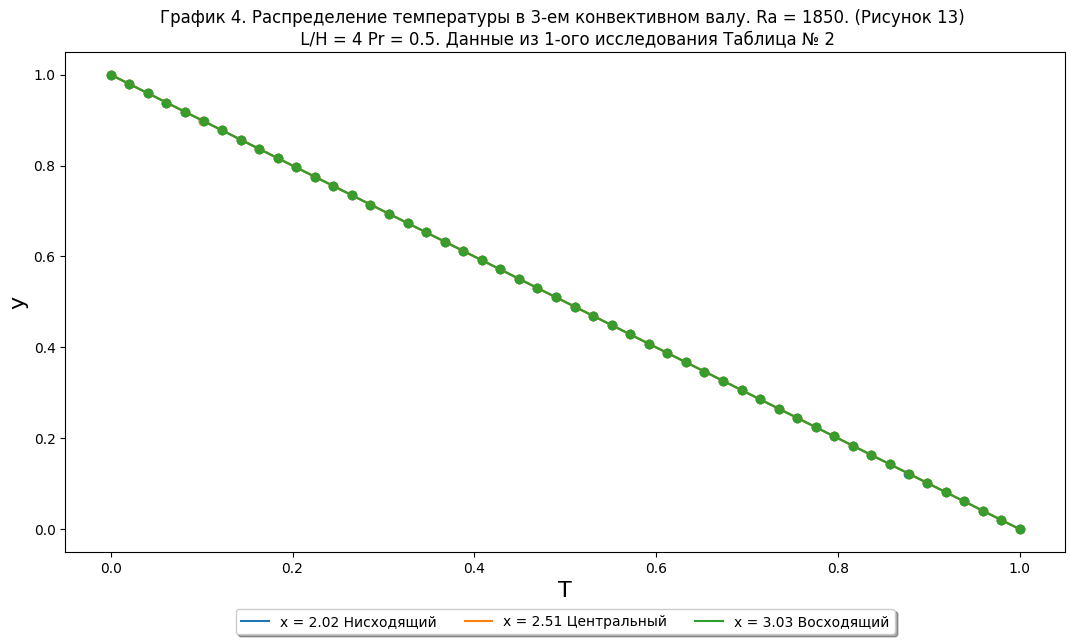 График 4. Распределение температуры в 3-ем конвективном валу. Ra = 1850. (Рисунок 13)
L/H = 4 Pr = 0.5. Данные из 1-ого исследования Таблица № 2
1.0
0.8
0.6
0.4
0.2
0.0
y
0.0 0.2 0.4 0.6 0.8 1.0
T
x = 2.02 Нисходящий x = 2.51 Центральный x = 3.03 Восходящий